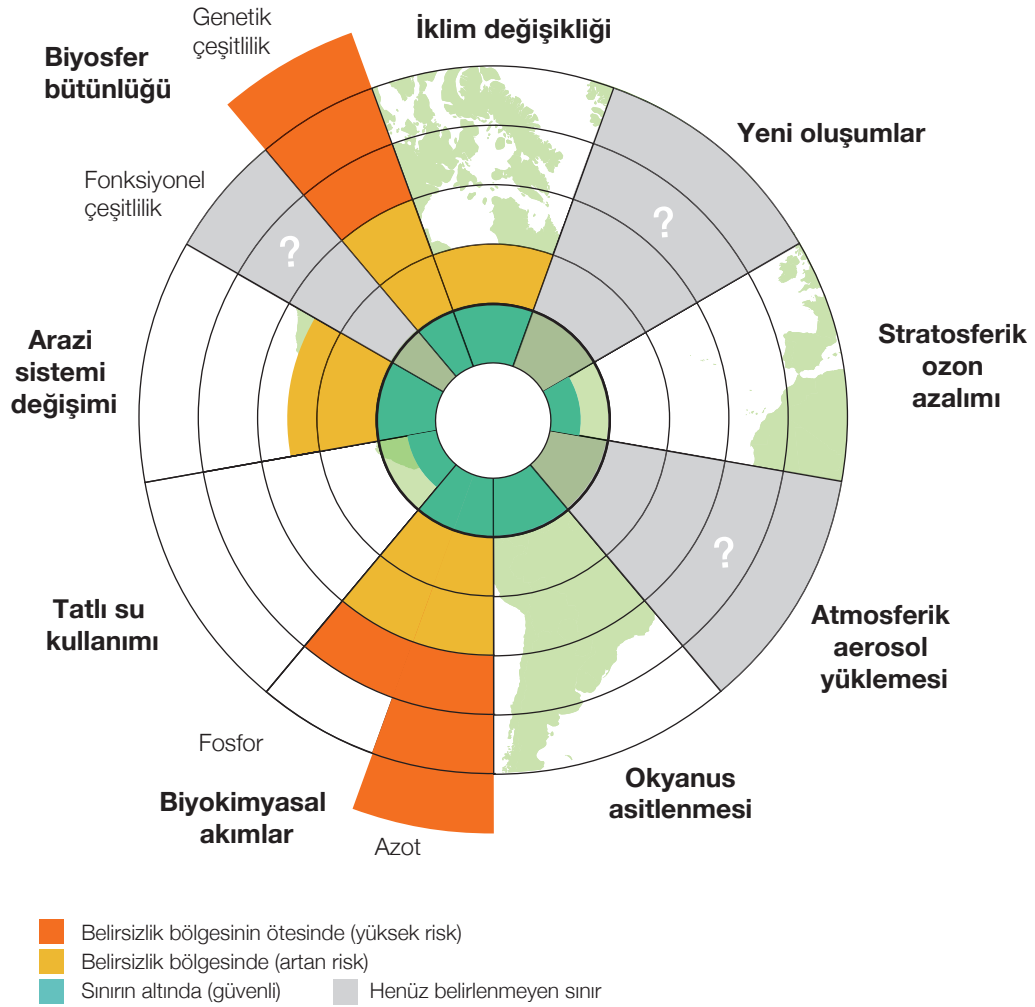 Genetik
çeşitlilik
İklim değişikliği
Biyosfer
bütünlüğü
Yeni oluşumlar
Fonksiyonel
çeşitlilik
?
?
Arazi
sistemi
değişimi
Stratosferik
ozon
azalımı
?
Tatlı su
kullanımı
Atmosferik
aerosol
yüklemesi
Fosfor
Okyanus
asitlenmesi
Biyokimyasal
akımlar
Azot
Belirsizlik bölgesinin ötesinde (yüksek risk)
Belirsizlik bölgesinde (artan risk)
Sınırın altında (güvenli)
Henüz belirlenmeyen sınır